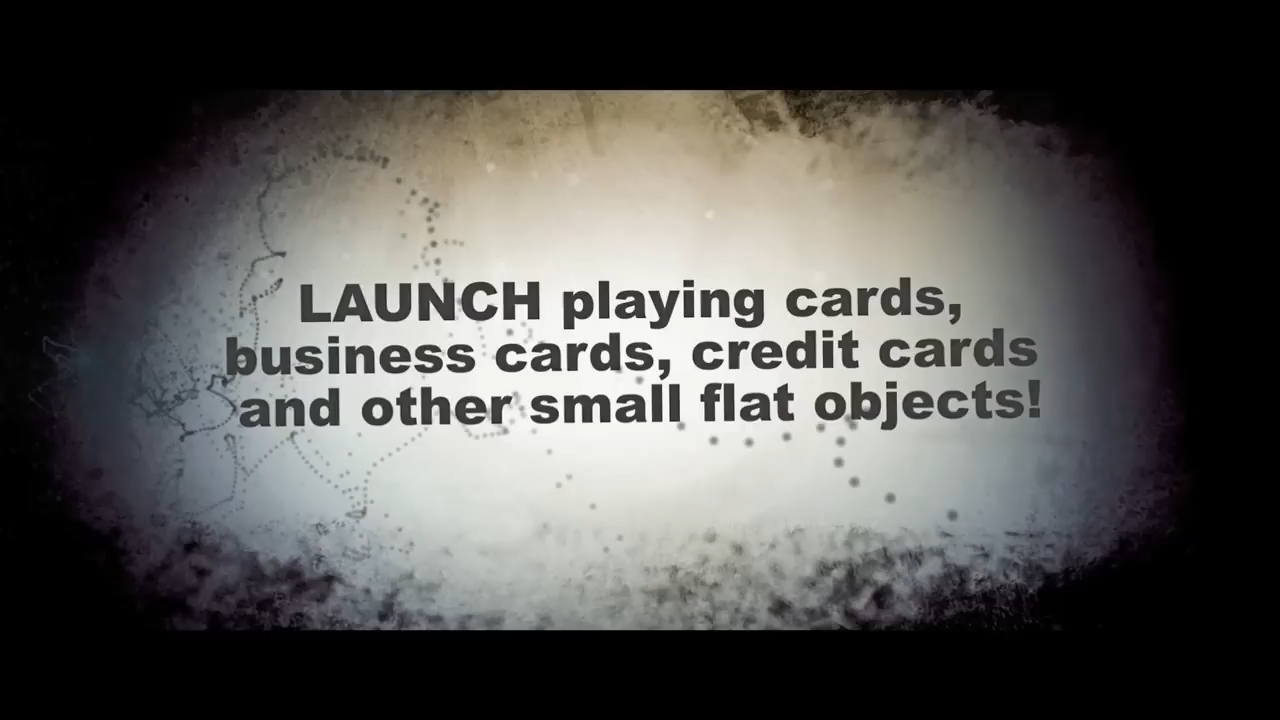 LAUNCH playing cards,
business cards, credit cards
and other small flat objects!